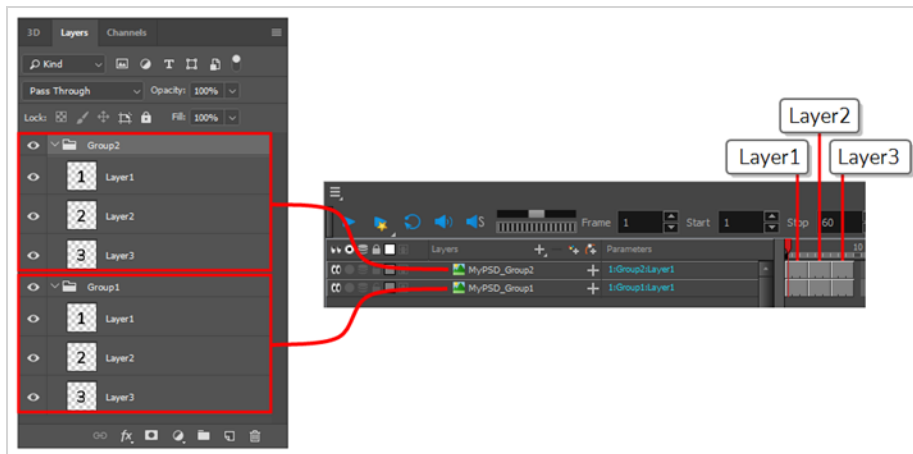 3D Layers Channels
Kind
Pass Through Opacity: 100%
Lock: Fill: 100%
Group2
1 Layer1
2 Layer2
3 Layer3
Group1
1 Layer1
2 Layer2
3 Layer3
fx
Layer2
Layer1 Layer3
S Frame 1 Start 1 Stop 60
Layers Parameters 10
MyPSD_Group2 1:Group2:Layer1
MyPSD_Group1 1:Group1:Layer1